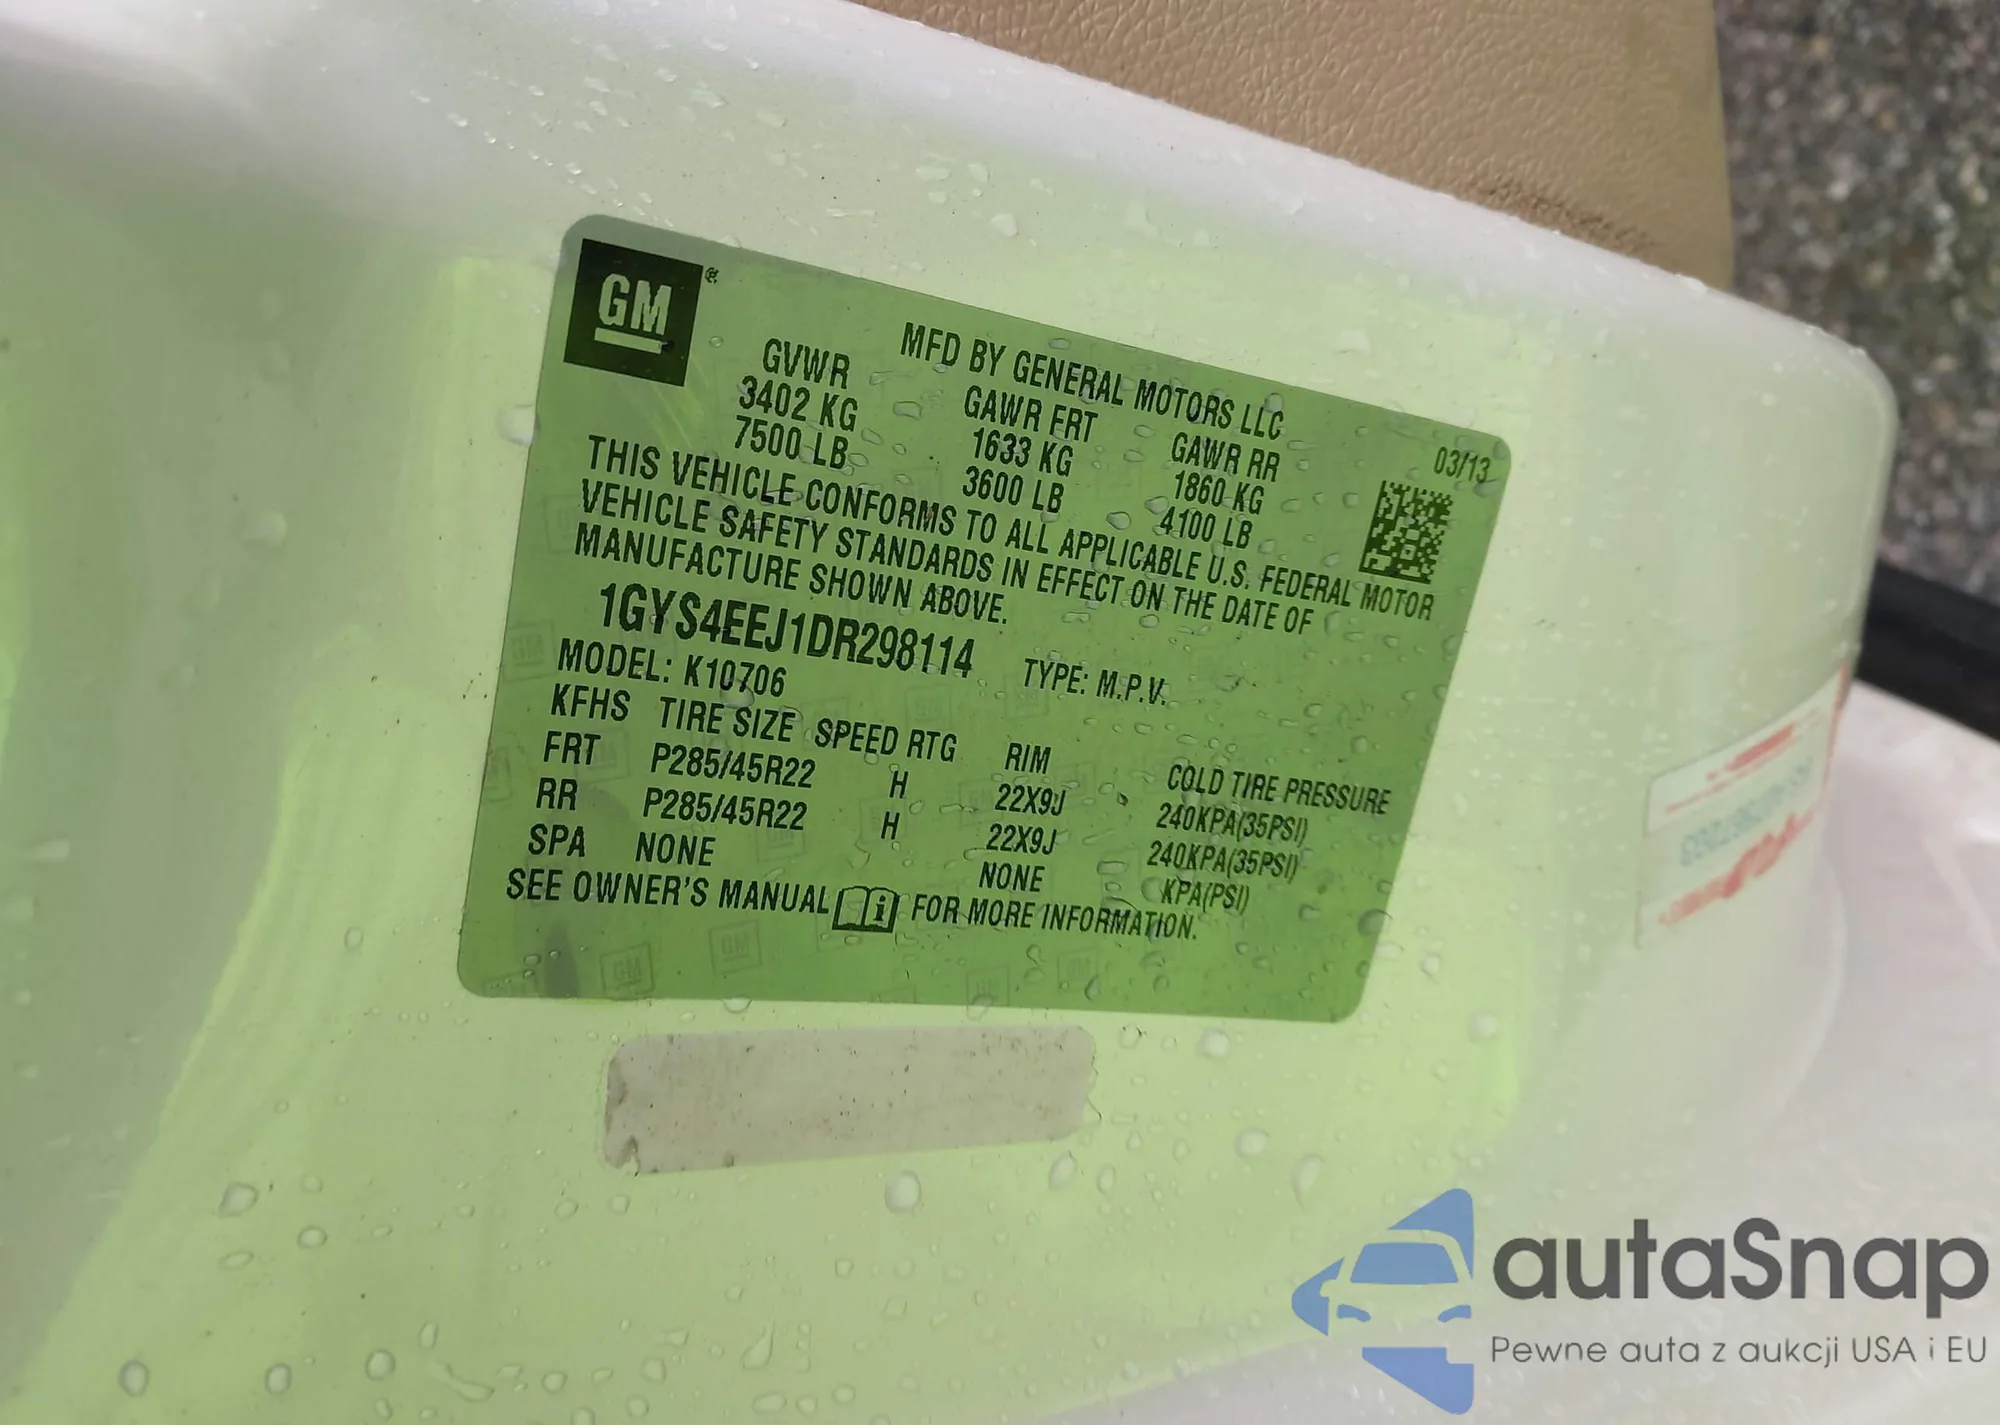 GM
MFD BY GENERAL MOTORS LLC
03/13
GVWR GAWR FRT GAWR RR
3402 KG 1633 KG 1860 KG
7500 LB 3600 LB 4100 LB
THIS VEHICLE CONFORMS TO ALL APPLICABLE U.S. FEDERAL MOTOR
VEHICLE SAFETY STANDARDS IN EFFECT ON THE DATE OF
MANUFACTURE SHOWN ABOVE.
1GYS4EEJ1DR298114 TYPE: M.P.V.
MODEL: K10706
KFHS TIRE SIZE SPEED RTG RIM COLD TIRE PRESSURE
FRT P285/45R22 H 22X9J 240KPA(35PSI)
RR P285/45R22 H 22X9J 240KPA(35PSI)
SPA NONE NONE KPA(PSI)
SEE OWNER'S MANUAL FOR MORE INFORMATION.
autaSnap
Pewne auta z aukcji USA i EU